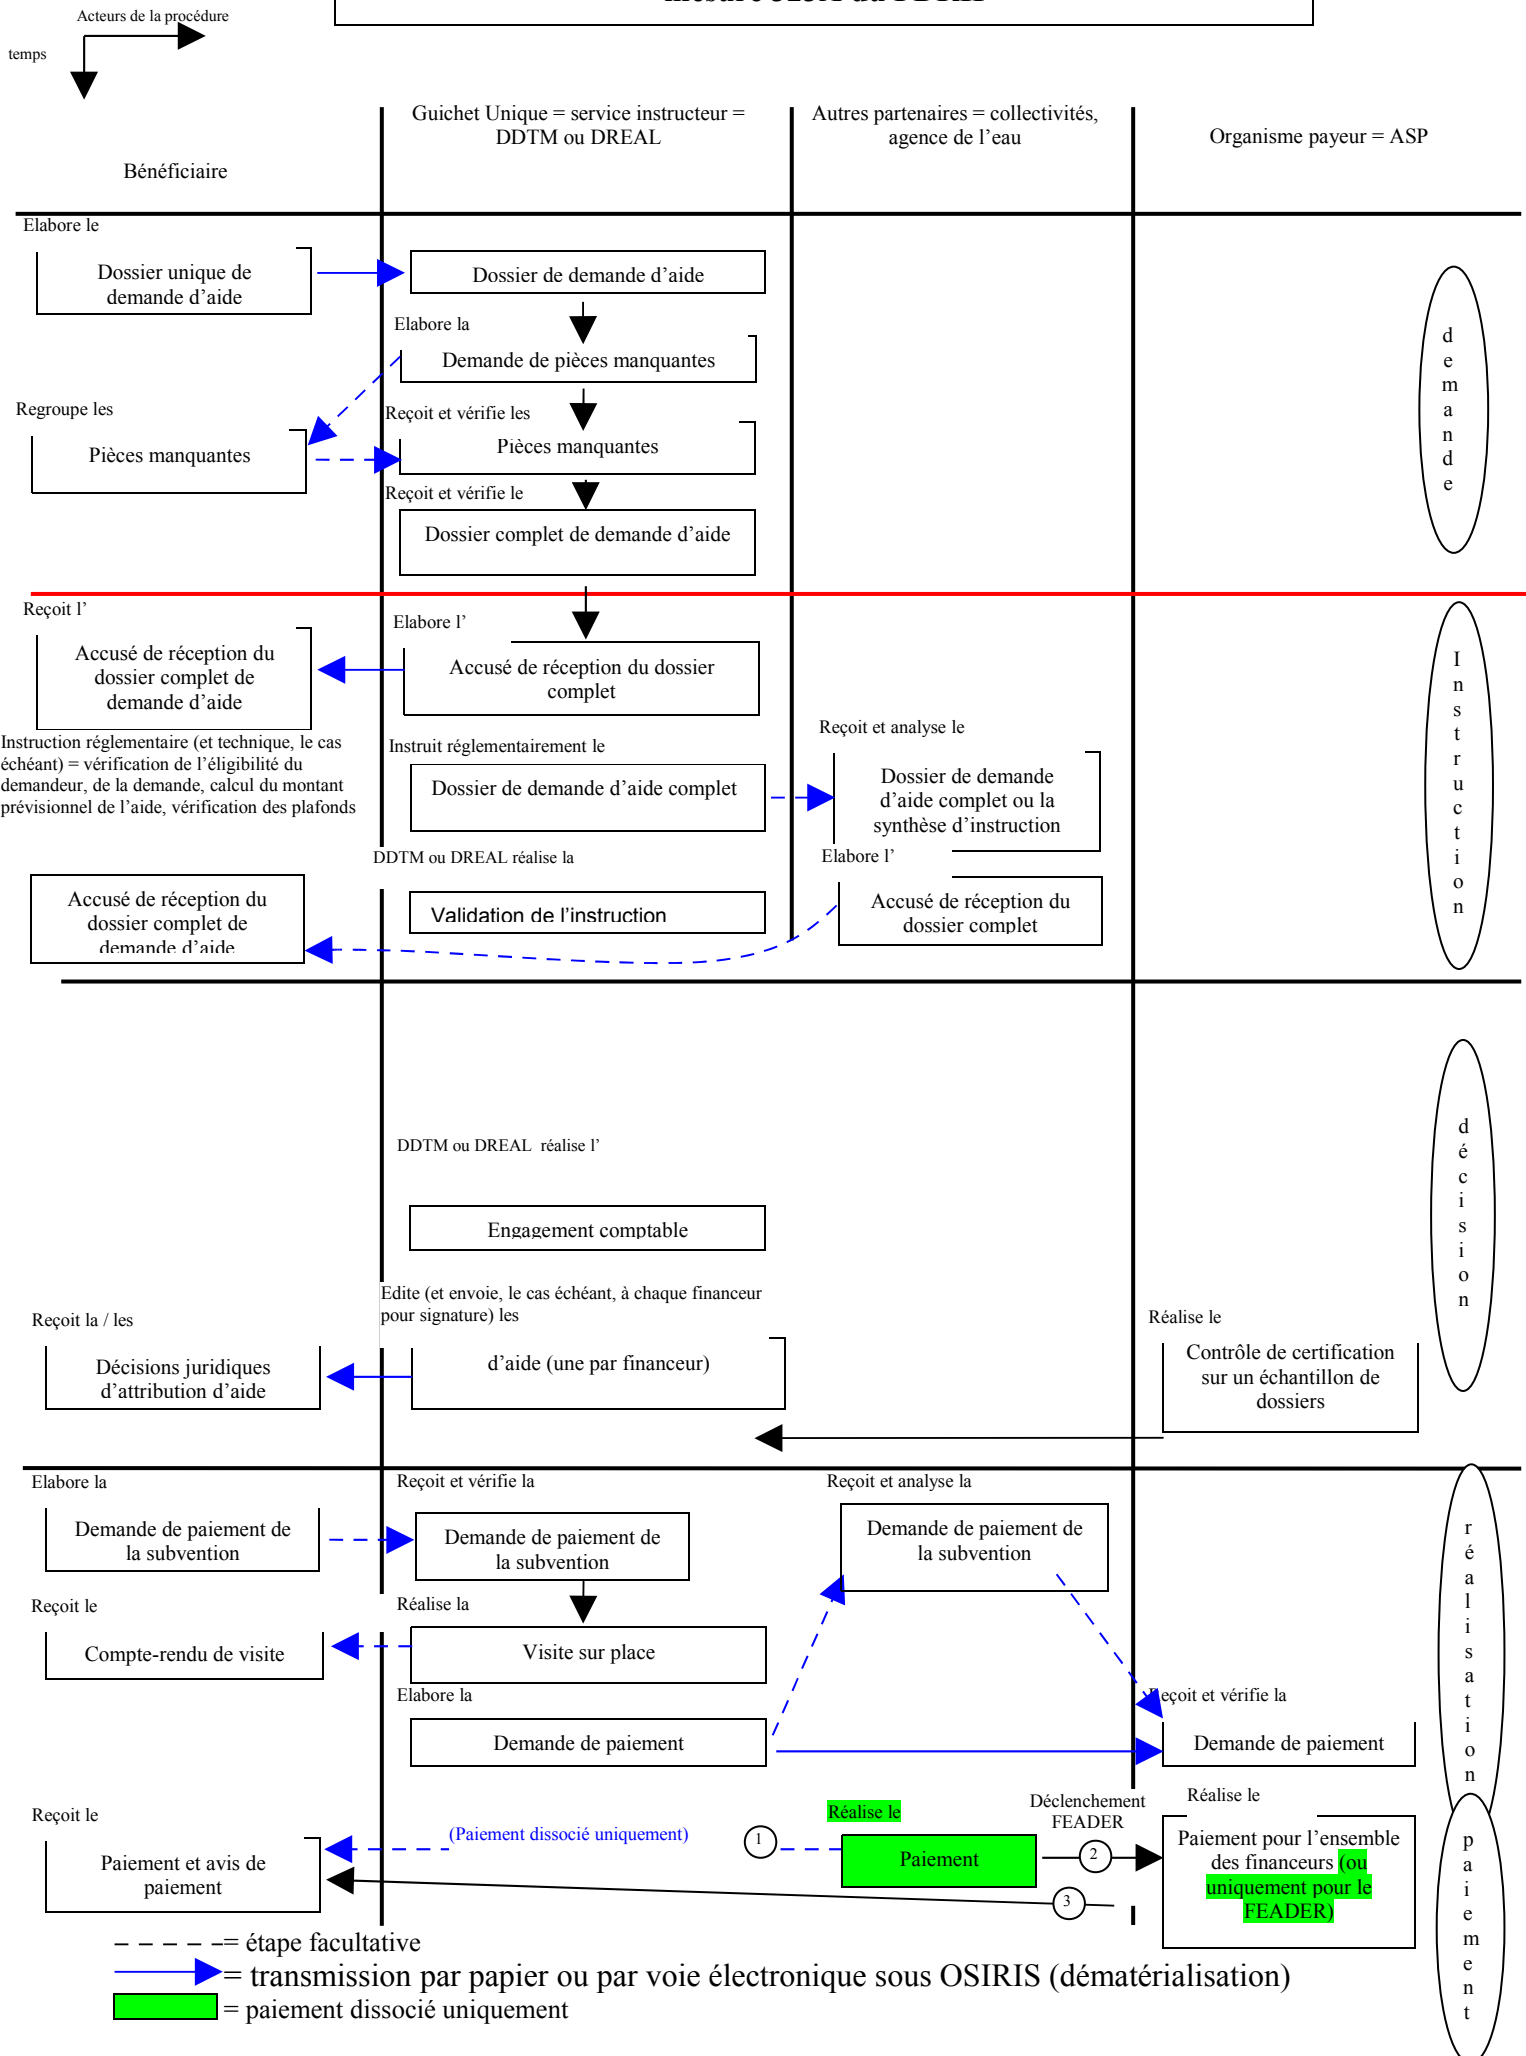 Acteurs de la procédure
temps
Bénéficiaire
Guichet Unique = service instructeur =
DDTM ou DREAL
Autres partenaires = collectivités,
agence de l'eau
Organisme payeur = ASP
Elabore le
Dossier unique de
demande d'aide
Dossier de demande d'aide
Elabore la
Demande de pièces manquantes
Regroupe les
Pièces manquantes
Reçoit et vérifie les
Pièces manquantes
Reçoit et vérifie le
Dossier complet de demande d'aide
demande
Reçoit l'
Accusé de réception du
dossier complet de
demande d'aide
Elabore l'
Accusé de réception du dossier
complet
Instruction réglementaire (et technique, le cas
échéant) = vérification de l'éligibilité du
demandeur, de la demande, calcul du montant
prévisionnel de l'aide, vérification des plafonds
Instruit réglementairement le
Dossier de demande d'aide complet
Reçoit et analyse le
Dossier de demande
d'aide complet ou la
synthèse d'instruction
DDTM ou DREAL réalise la
Validation de l'instruction
Elabore l'
Accusé de réception du
dossier complet
Accusé de réception du
dossier complet de
demande d'aide
Instruction
DDTM ou DREAL réalise l'
Engagement comptable
Edite (et envoie, le cas échéant, à chaque financeur
pour signature) les
d'aide (une par financeur)
Reçoit la / les
Décisions juridiques
d'attribution d'aide
Réalise le
Contrôle de certification
sur un échantillon de
dossiers
décision
Elabore la
Demande de paiement de
la subvention
Reçoit et vérifie la
Demande de paiement de
la subvention
Reçoit et analyse la
Demande de paiement de
la subvention
Reçoit le
Compte-rendu de visite
Réalise la
Visite sur place
Elabore la
Demande de paiement
Reçoit et vérifie la
Demande de paiement
réalisation
Reçoit le
Paiement et avis de
paiement
(Paiement dissocié uniquement)
1
Réalise le
Paiement
Déclenchement
FEADER
2
3
Réalise le
Paiement pour l'ensemble
des financeurs (ou
uniquement pour le
FEADER)
paiement
= étape facultative
= transmission par papier ou par voie électronique sous OSIRIS (dématérialisation)
= paiement dissocié uniquement